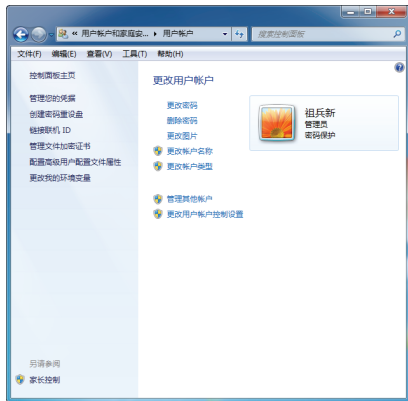 « 用户帐户和家庭安... ▸ 用户帐户
搜索控制面板
文件(F) 编辑(E) 查看(V) 工具(T) 帮助(H)
控制面板主页
管理您的凭据
创建密码重设盘
链接联机 ID
管理文件加密证书
配置高级用户配置文件属性
更改我的环境变量
更改用户帐户
更改密码
删除密码
更改图片
更改帐户名称
更改帐户类型
管理其他帐户
更改用户帐户控制设置
祖兵新
管理员
密码保护
另请参阅
家长控制